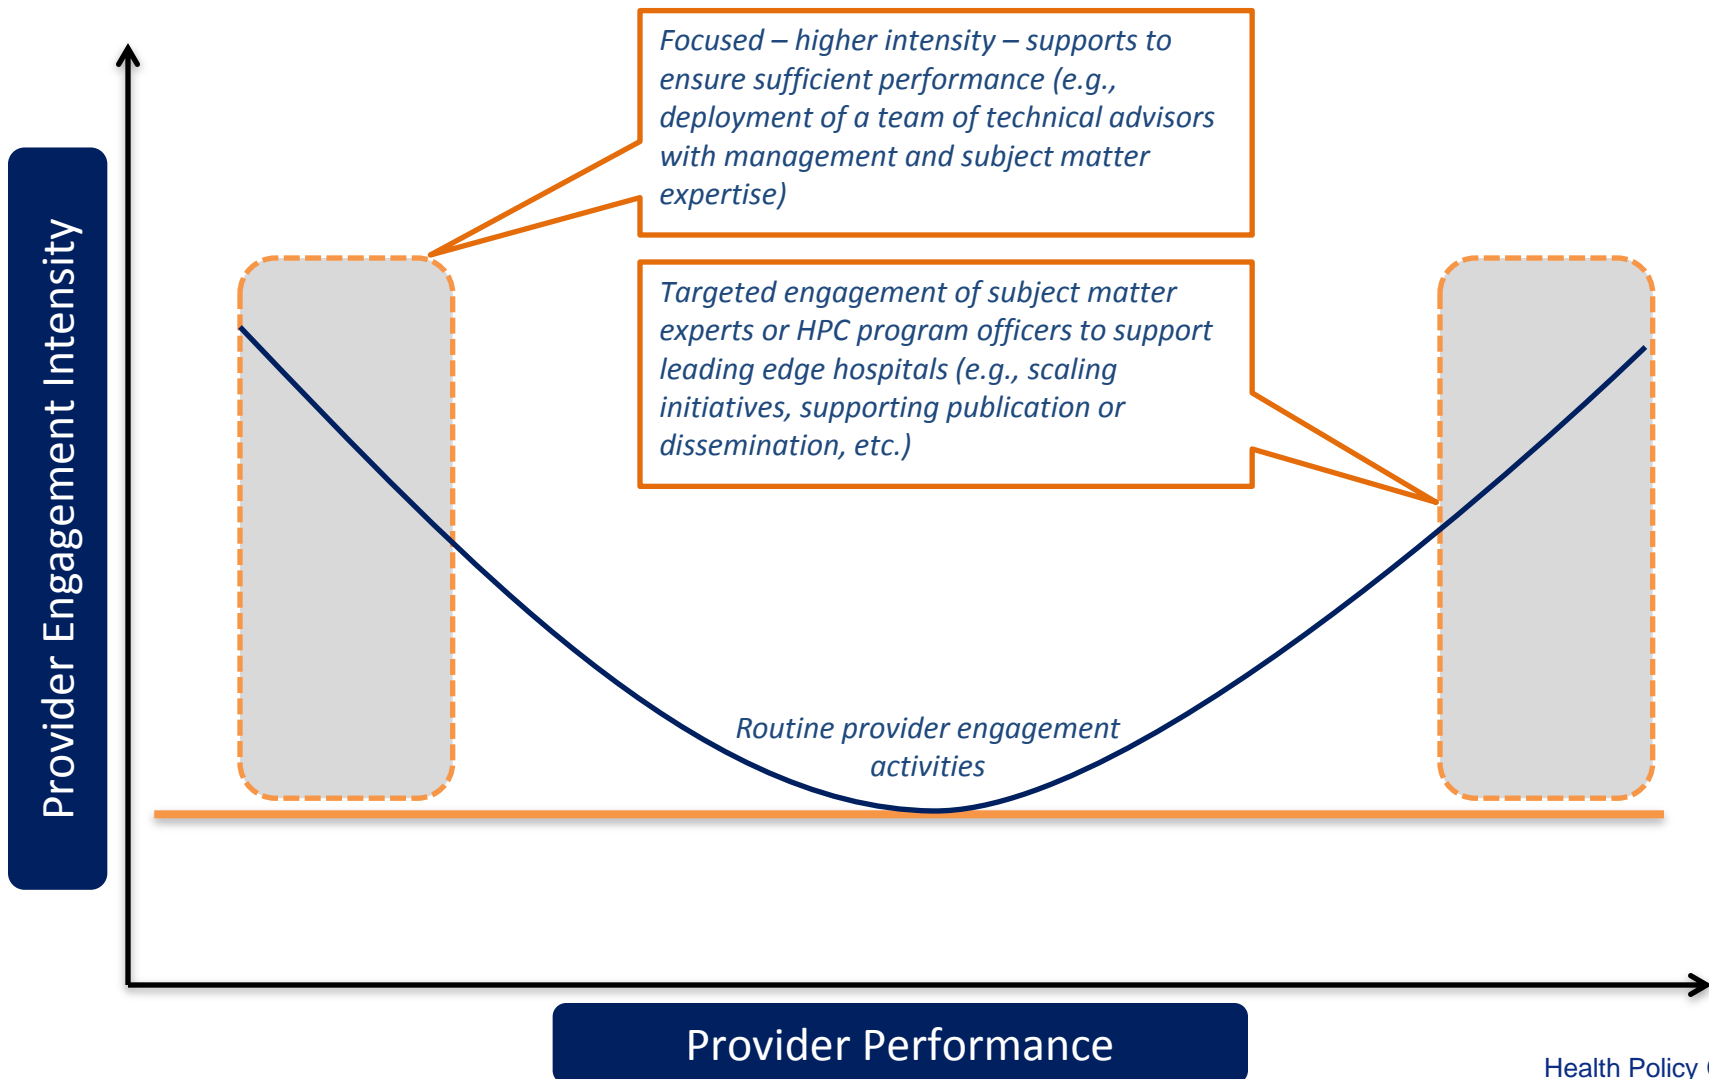 Focused – higher intensity – supports to
ensure sufficient performance (e.g.,
deployment of a team of technical advisors
with management and subject matter
expertise)
Targeted engagement of subject matter
experts or HPC program officers to support
leading edge hospitals (e.g., scaling
initiatives, supporting publication or
dissemination, etc.)
Provider Engagement Intensity
Routine provider engagement
activities
Provider Performance
Health Policy